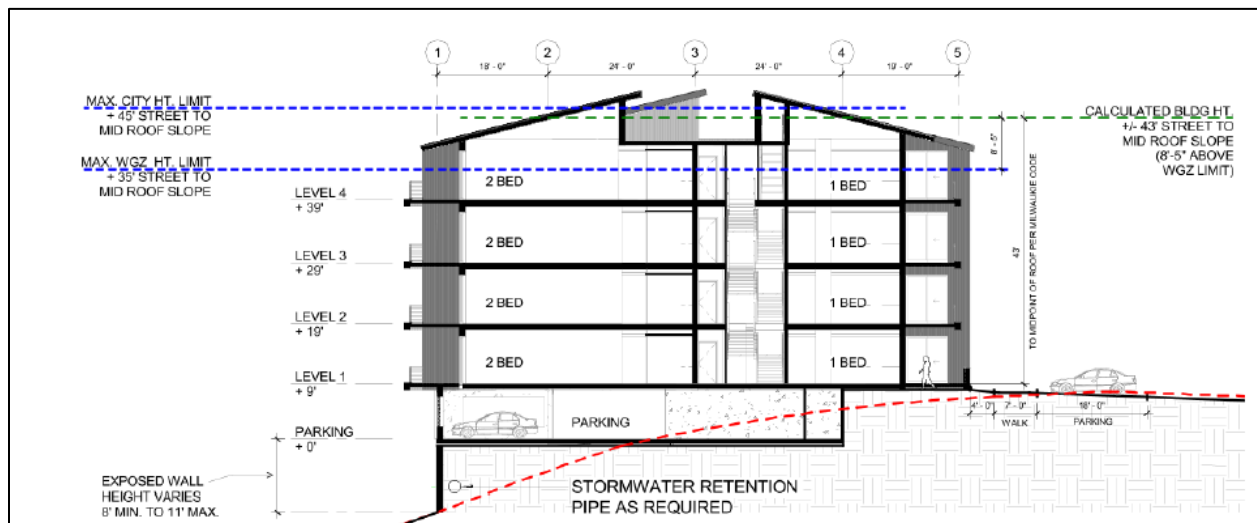 1
2
3
4
5
18' - 0"
24' - 0"
24' - 0"
19' - 0"
MAX. CITY HT. LIMIT
+ 45' STREET TO
MID ROOF SLOPE
CALCULATED BLDG HT.
+/- 43' STREET TO
MID ROOF SLOPE
(8'-5" ABOVE
WGZ LIMIT)
8' - 5"
MAX. WGZ. HT. LIMIT
+ 35' STREET TO
MID ROOF SLOPE
43'
TO MIDPOINT OF ROOF PER MILWAUKIE CODE
LEVEL 4
+ 39'
2 BED
1 BED
LEVEL 3
+ 29'
2 BED
1 BED
LEVEL 2
+ 19'
2 BED
1 BED
LEVEL 1
+ 9'
2 BED
1 BED
4' - 0"
7' - 0"
18' - 0"
WALK
PARKING
PARKING
+ 0'
PARKING
EXPOSED WALL
HEIGHT VARIES
8' MIN. TO 11' MAX.
STORMWATER RETENTION
PIPE AS REQUIRED